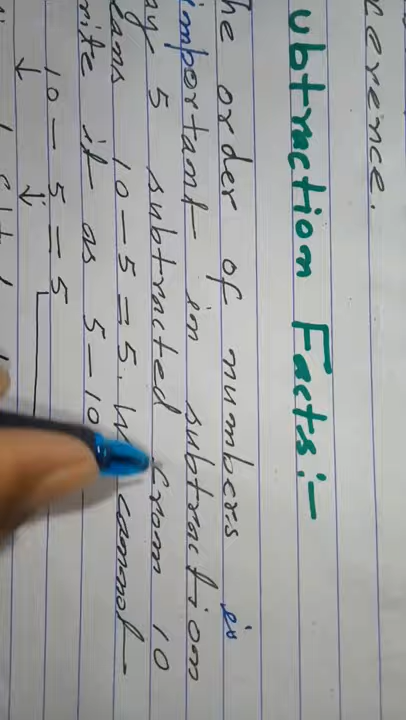 erence.
ubtraction Facts:-
he order of numbers is
important in subtraction
ay 5 subtracted from 10
eans 10-5=5. We cannot
rite it as 5-10
10-5=5